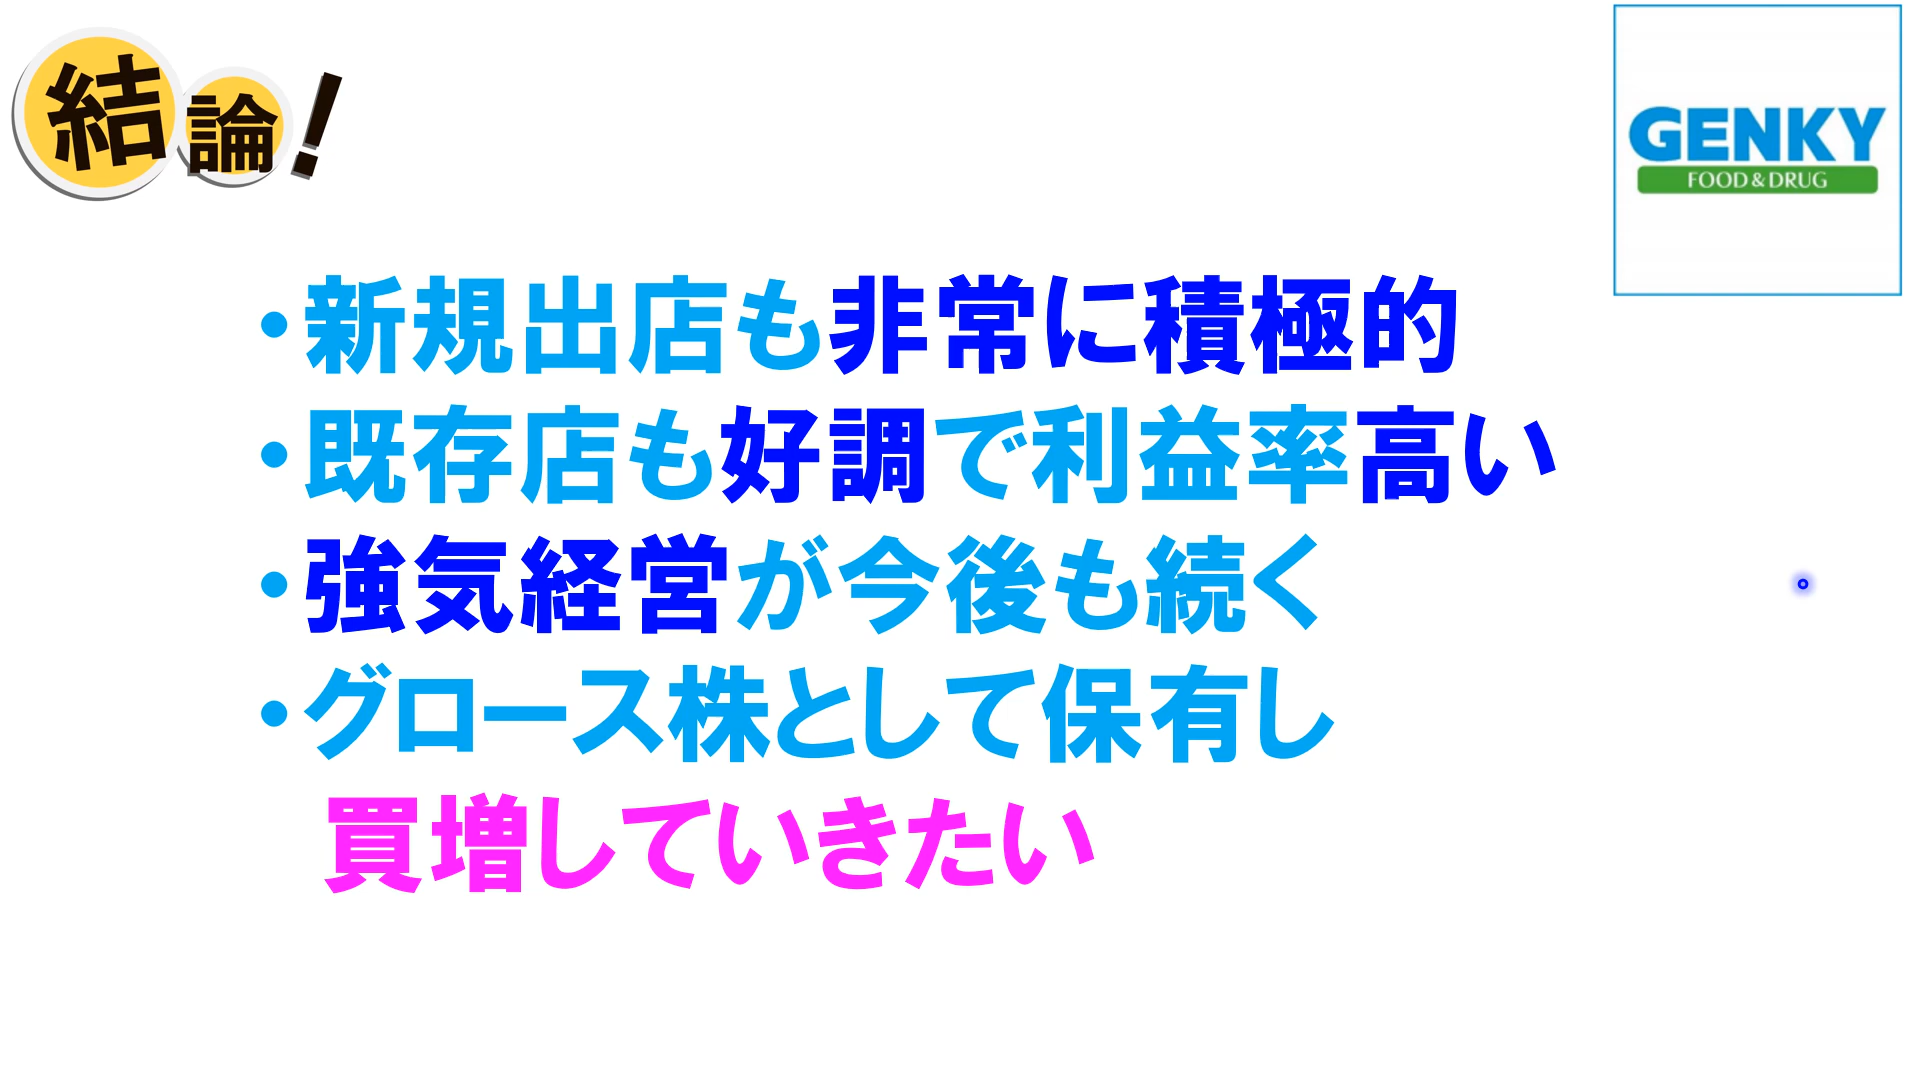 結論!
GENKY
FOOD&DRUG
・新規出店も非常に積極的
・既存店も好調で利益率高い
・強気経営が今後も続く
・グロース株として保有し
買増していきたい